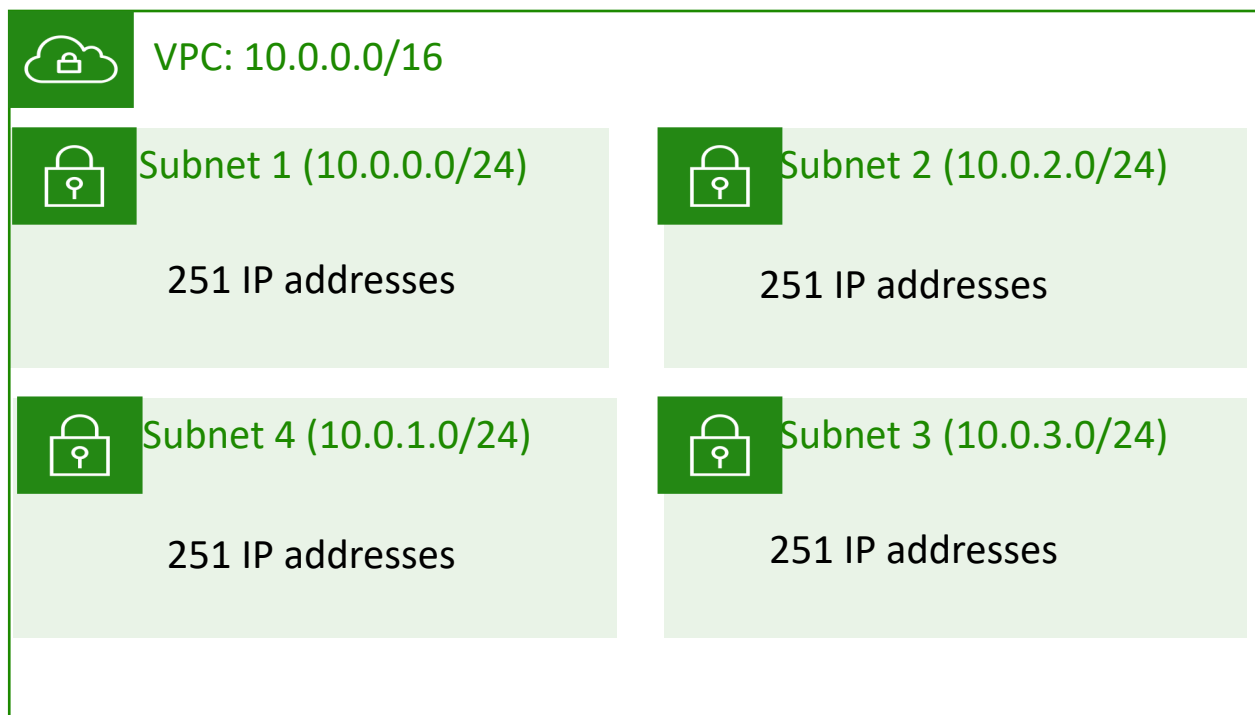 VPC: 10.0.0.0/16
Subnet 1 (10.0.0.0/24)
251 IP addresses
Subnet 2 (10.0.2.0/24)
251 IP addresses
Subnet 4 (10.0.1.0/24)
251 IP addresses
Subnet 3 (10.0.3.0/24)
251 IP addresses